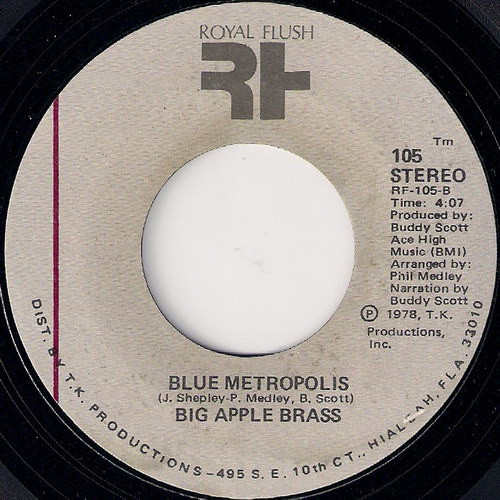 ROYAL FLUSH
RF
Tm
105
STEREO
RF-105-B
Time: 4:07
Produced by:
Buddy Scott
Ace High
Music (BMI)
Arranged by:
Phil Medley
Narration by
Buddy Scott
Ⓟ 1978, T.K.
Productions,
Inc.
BLUE METROPOLIS
(J. Shepley-P. Medley, B. Scott)
BIG APPLE BRASS
DIST. BY T.K. PRODUCTIONS-495 S. E. 10th CT., HIALEAH, FLA. 33010